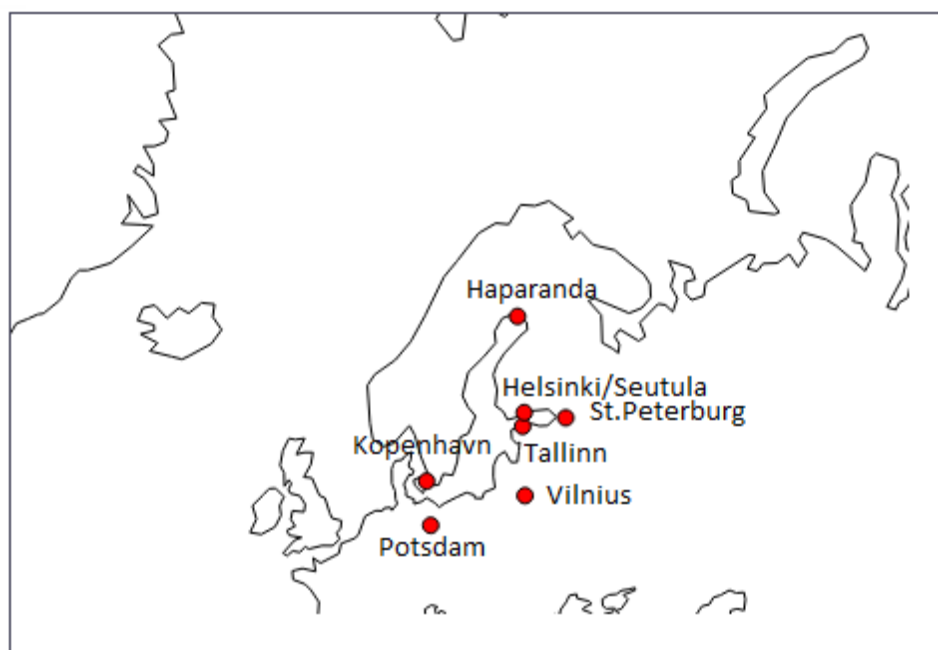 Haparanda
Helsinki/Seutula
St.Peterburg
Kopenhavn
Tallinn
Vilnius
Potsdam